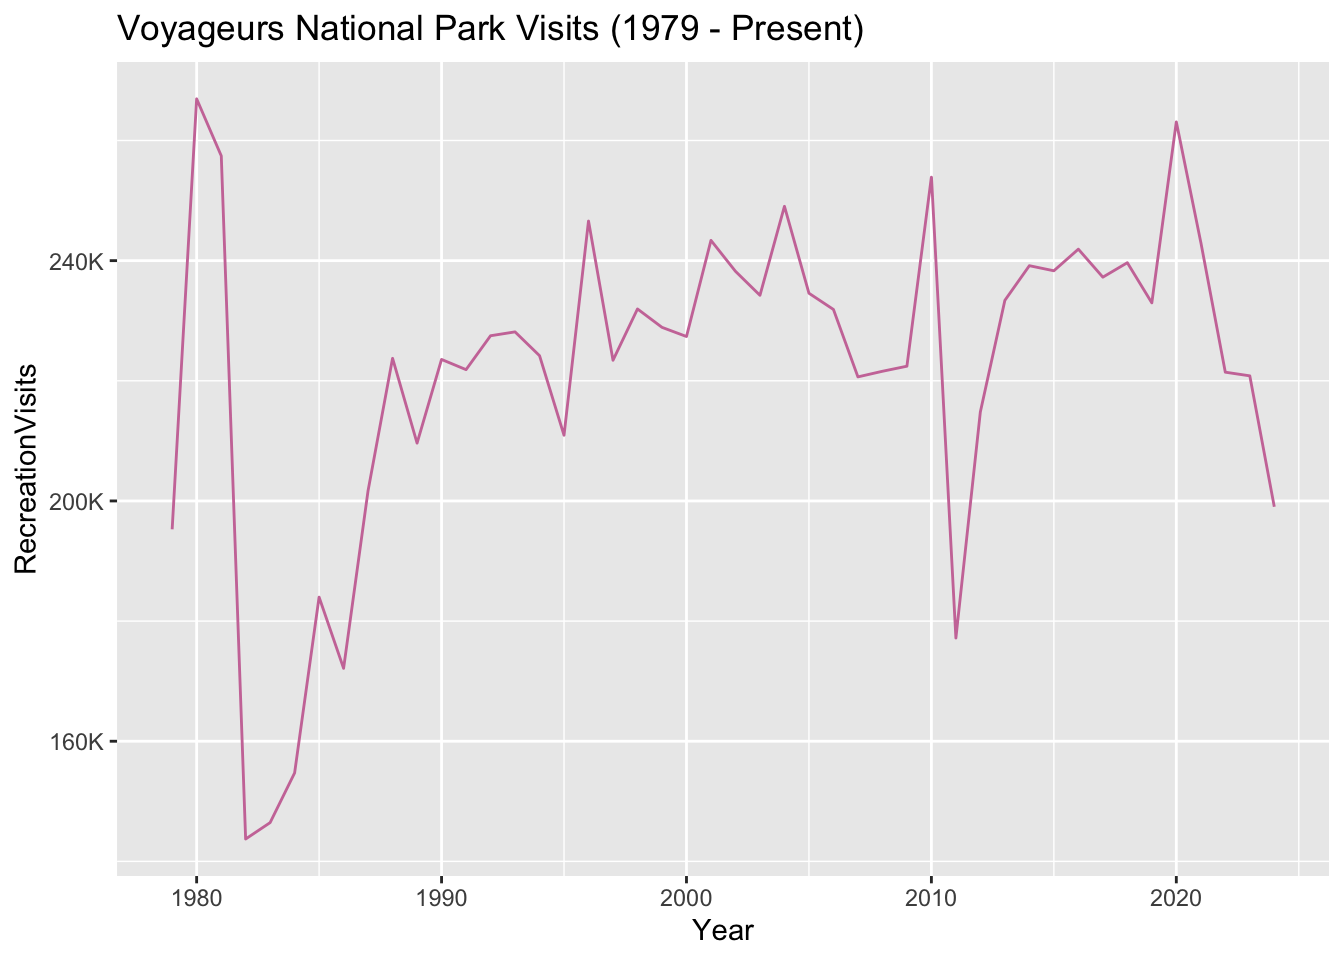 Voyageurs National Park Visits (1979 - Present)
RecreationVisits
240K
200K
160K
1980 1990 2000 2010 2020
Year